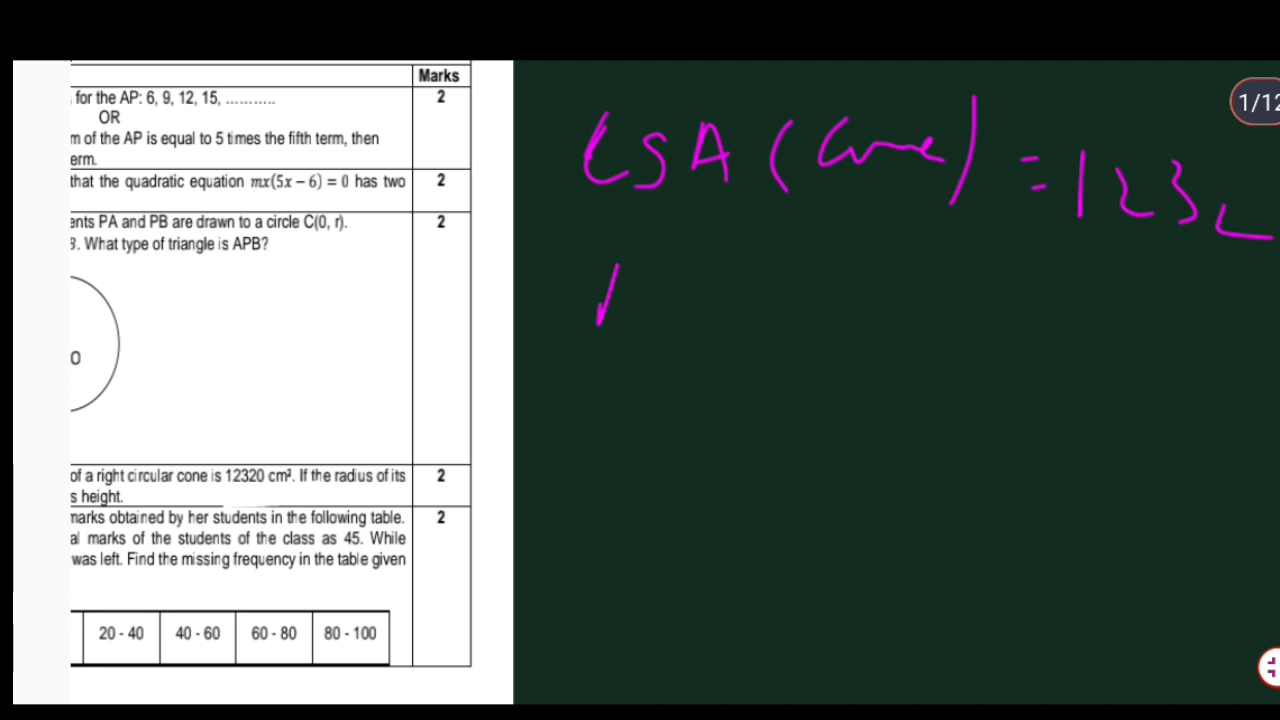 Marks
for the AP: 6, 9, 12, 15, ...........
2
OR
m of the AP is equal to 5 times the fifth term, then
erm.
that the quadratic equation mx(5x – 6) = 0 has two
2
ents PA and PB are drawn to a circle C(0, r).
2
3. What type of triangle is APB?
O
of a right circular cone is 12320 cm². If the radius of its
2
s height.
marks obtained by her students in the following table.
2
al marks of the students of the class as 45. While
was left. Find the missing frequency in the table given
20 - 40 40 - 60 60 - 80 80 - 100
CSA (Cone) = 1232
1/12